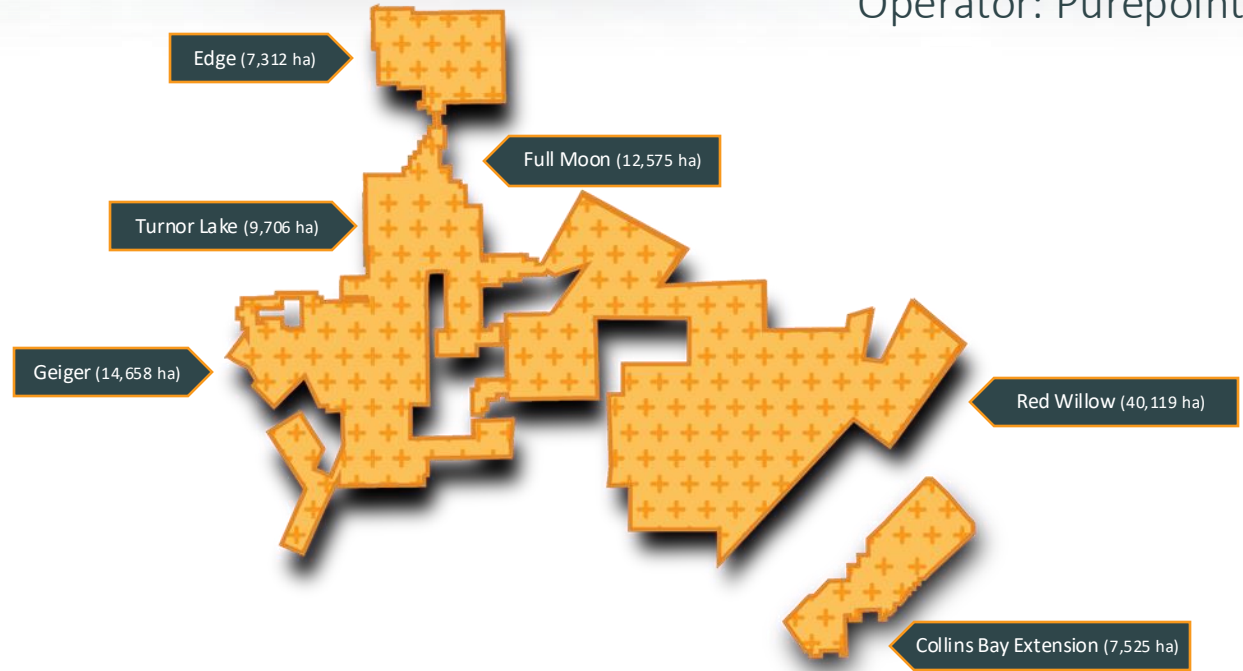 Operator: Purepoint
Edge (7,312 ha)
Full Moon (12,575 ha)
Turnor Lake (9,706 ha)
Geiger (14,658 ha)
Red Willow (40,119 ha)
Collins Bay Extension (7,525 ha)